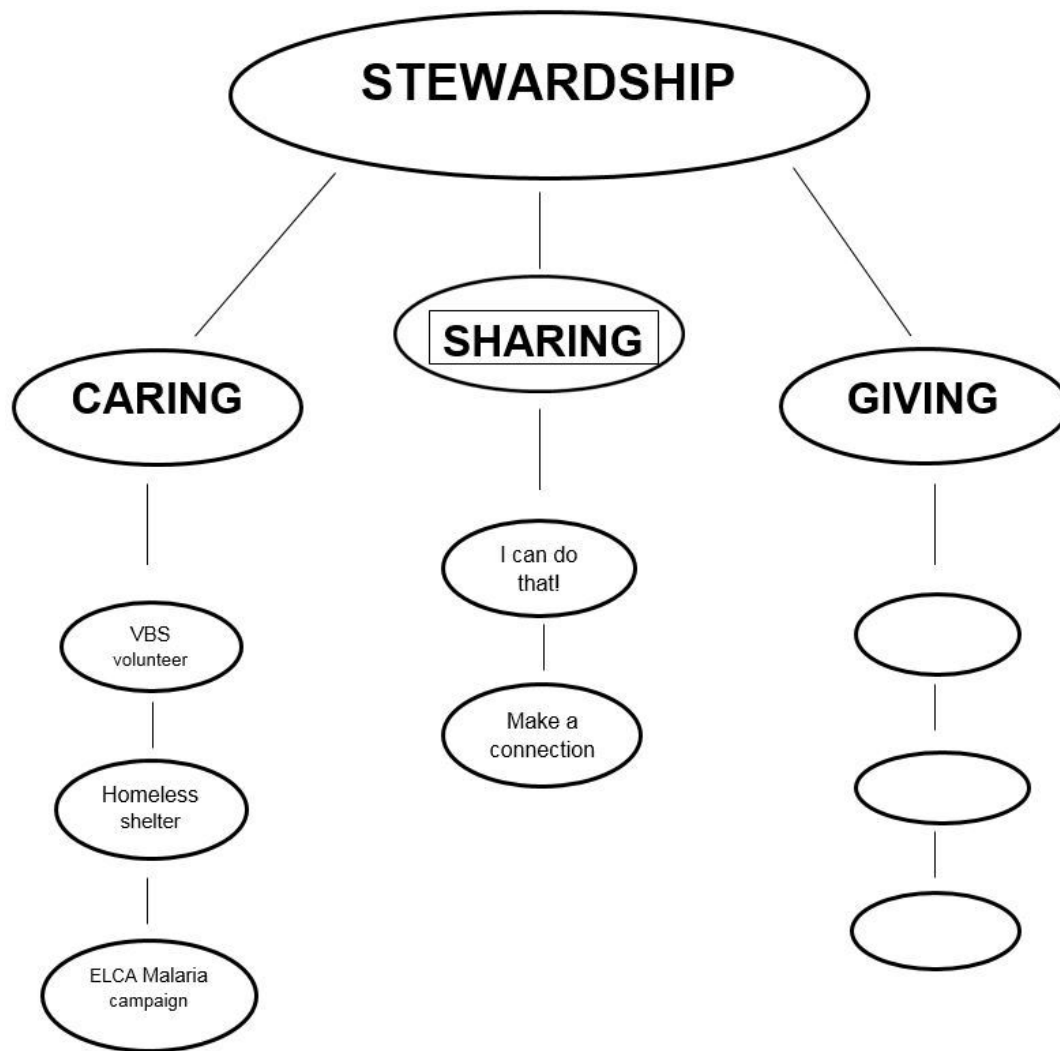 STEWARDSHIP
SHARING
CARING
GIVING
I can do
that!
VBS
volunteer
Make a
connection
Homeless
shelter
ELCA Malaria
campaign